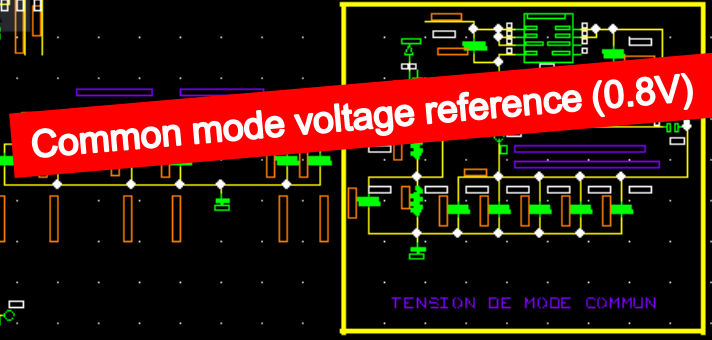 Common mode voltage reference (0.8V)
TENSION DE MODE COMMUN